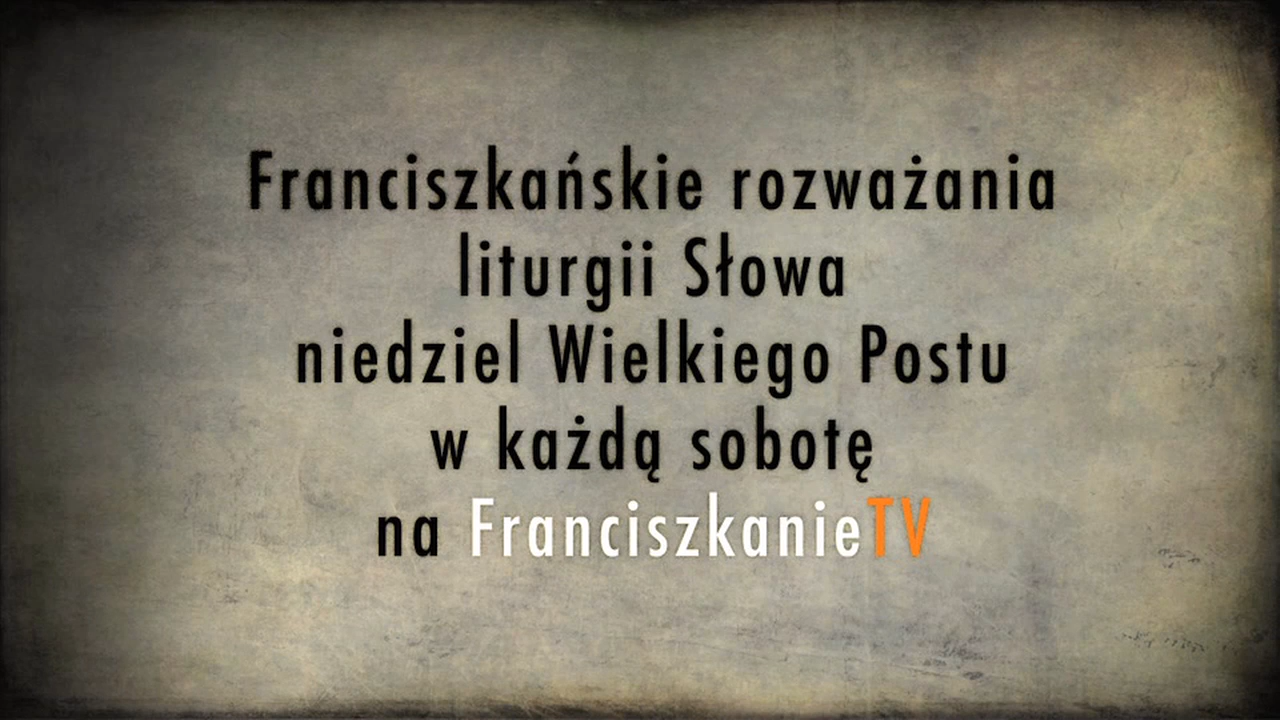 Franciszkańskie rozważania
liturgii Słowa
niedziel Wielkiego Postu
w każdą sobotę
na FranciszkanieTV